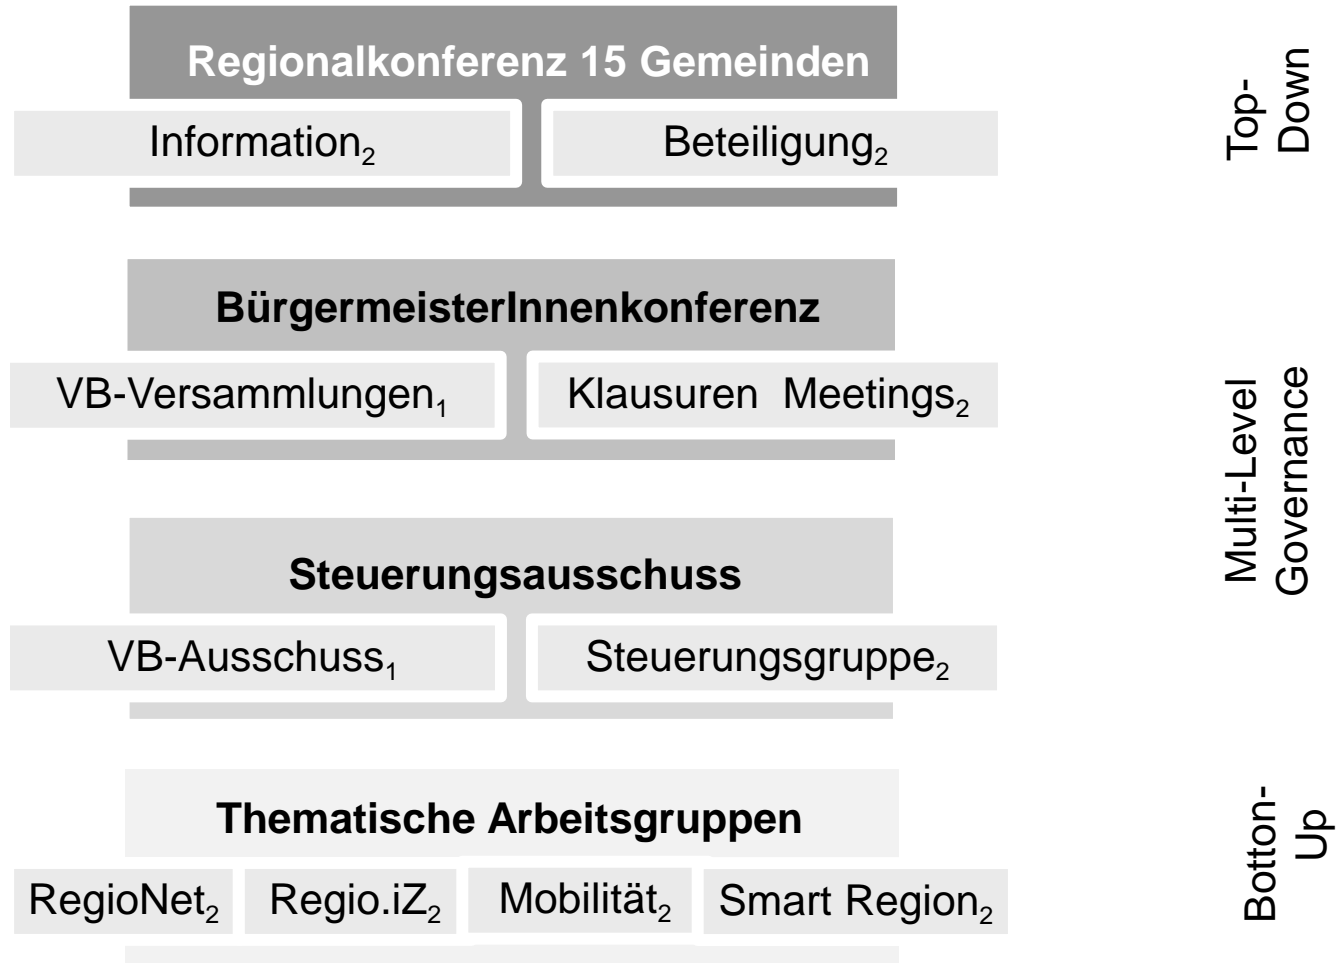 Regionalkonferenz 15 Gemeinden
Information₂
Beteiligung₂
Top-
Down
BürgermeisterInnenkonferenz
VB-Versammlungen₁
Klausuren Meetings₂
Multi-Level
Governance
Steuerungsausschuss
VB-Ausschuss₁
Steuerungsgruppe₂
Thematische Arbeitsgruppen
RegioNet₂
Regio.iZ₂
Mobilität₂
Smart Region₂
Botton-
Up